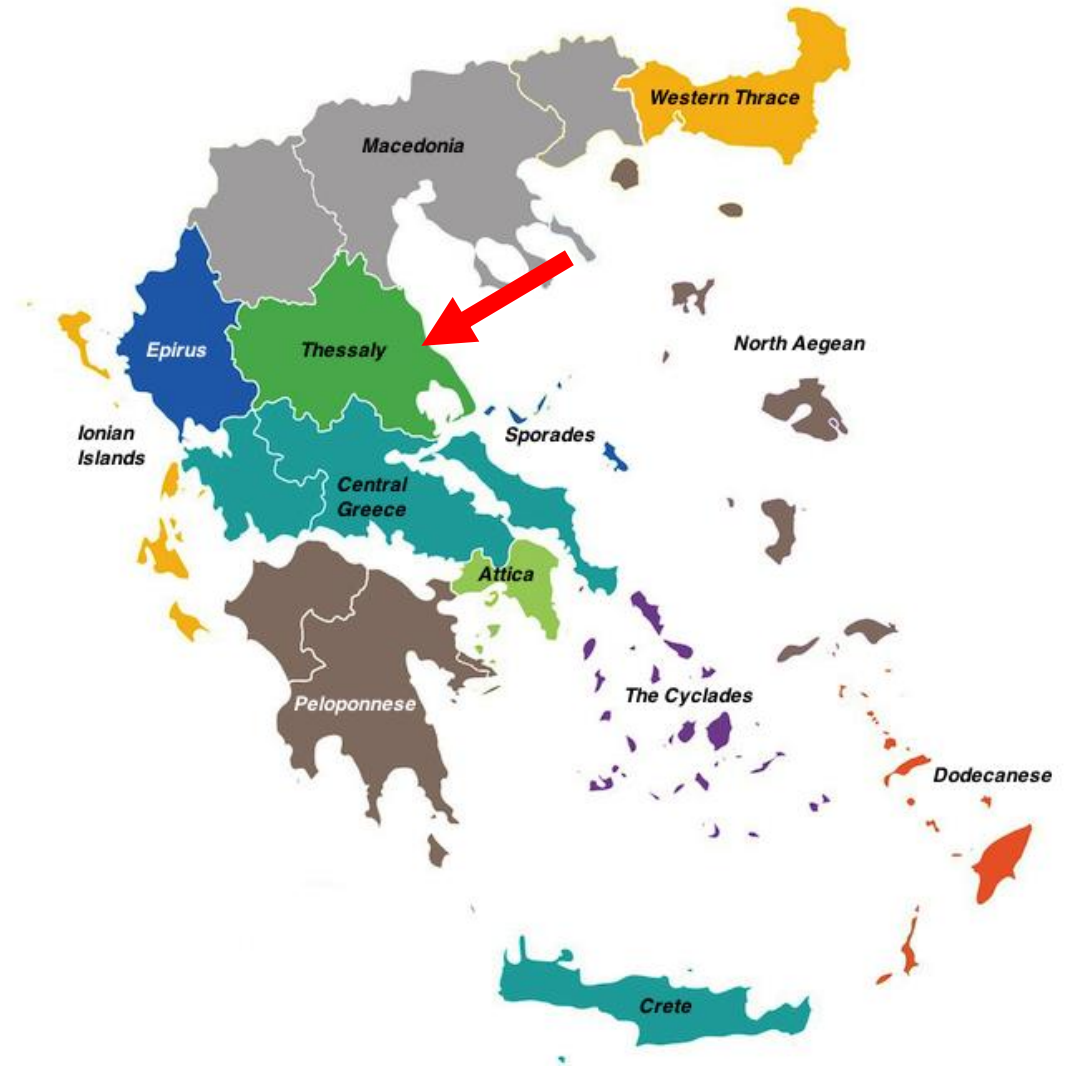 Western Thrace
Macedonia
North Aegean
Epirus
Thessaly
Ionian
Islands
Sporades
Central
Greece
Attica
The Cyclades
Peloponnese
Dodecanese
Crete